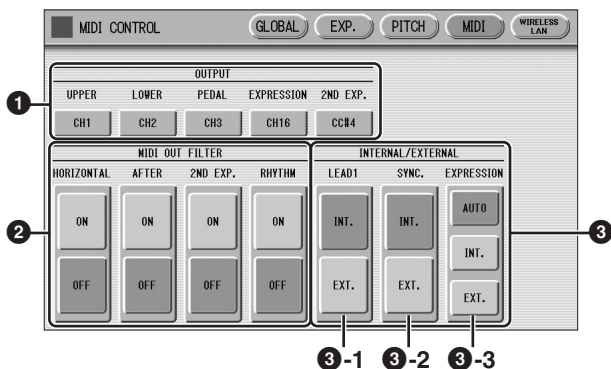 MIDI CONTROL GLOBAL EXP. PITCH MIDI WIRELESS LAN
1
OUTPUT
UPPER LOWER PEDAL EXPRESSION 2ND EXP.
CH1 CH2 CH3 CH16 CC#4
MIDI OUT FILTER INTERNAL/EXTERNAL
HORIZONTAL AFTER 2ND EXP. RHYTHM LEAD1 SYNC. EXPRESSION
2
ON ON ON ON INT. INT. AUTO
3
INT.
OFF OFF OFF OFF EXT. EXT. EXT.
3-1 3-2 3-3